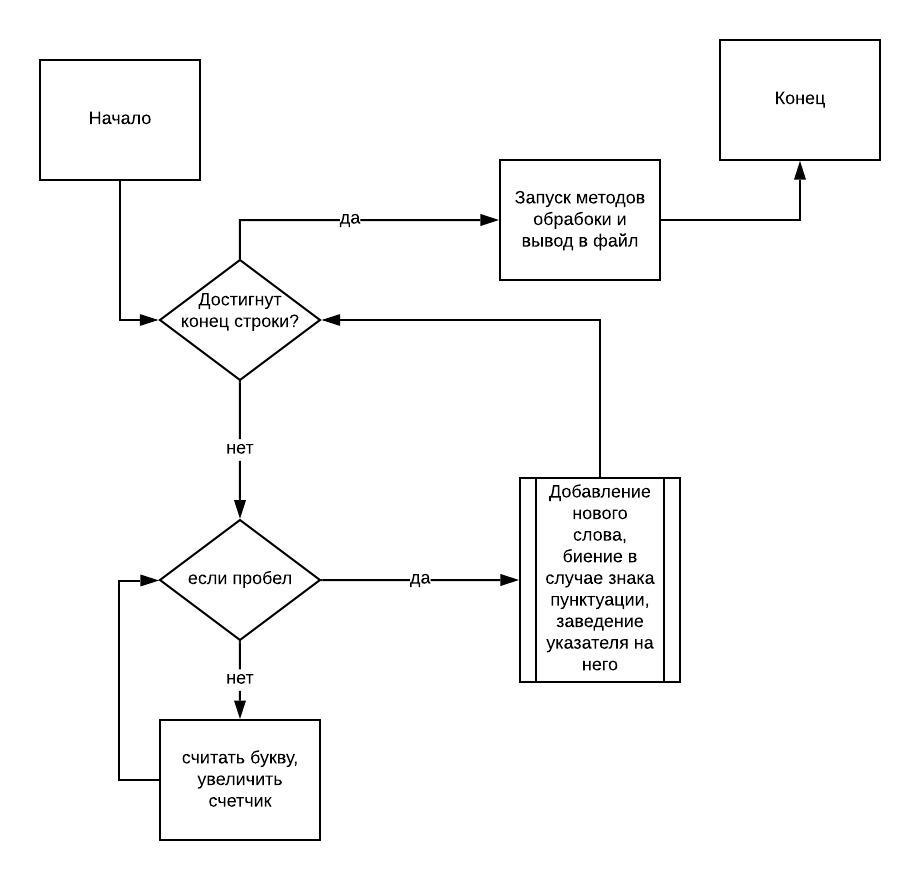 Начало
Конец
Запуск методов
обрабоки и
вывод в файл
да
Достигнут
конец строки?
нет
Добавление
нового
слова,
биение в
случае знака
пунктуации,
заведение
указателя на
него
если пробел
да
нет
считать букву,
увеличить
счетчик